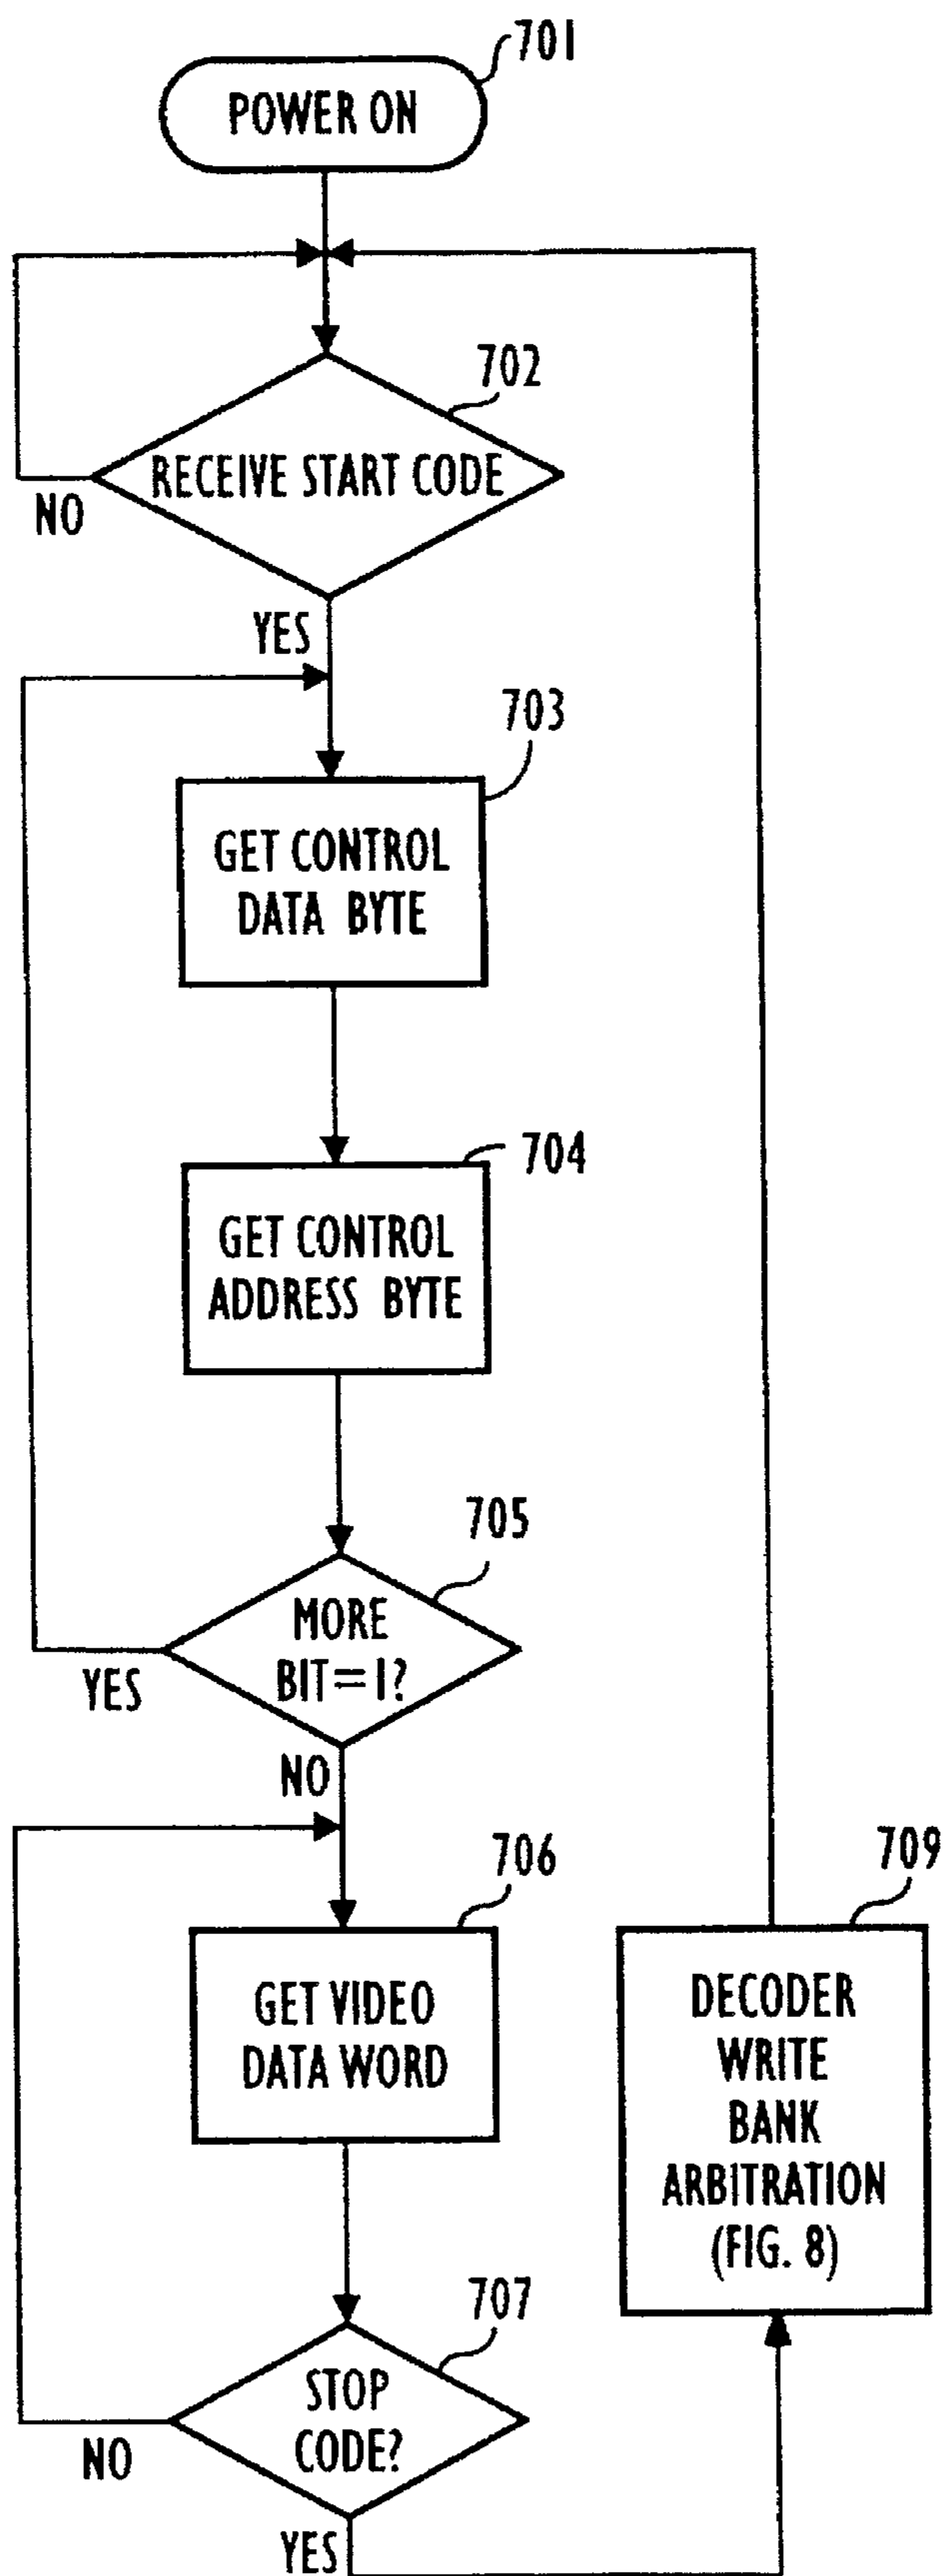 701
POWER ON
702
RECEIVE START CODE
NO
YES
703
GET CONTROL
DATA BYTE
704
GET CONTROL
ADDRESS BYTE
705
MORE
BIT=1?
YES
NO
706
GET VIDEO
DATA WORD
707
STOP
CODE?
NO
YES
709
DECODER
WRITE
BANK
ARBITRATION
(FIG. 8)